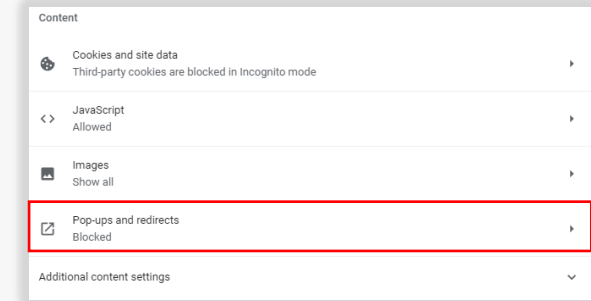 Content
Cookies and site data
Third-party cookies are blocked in Incognito mode
JavaScript
Allowed
Images
Show all
Pop-ups and redirects
Blocked
Additional content settings